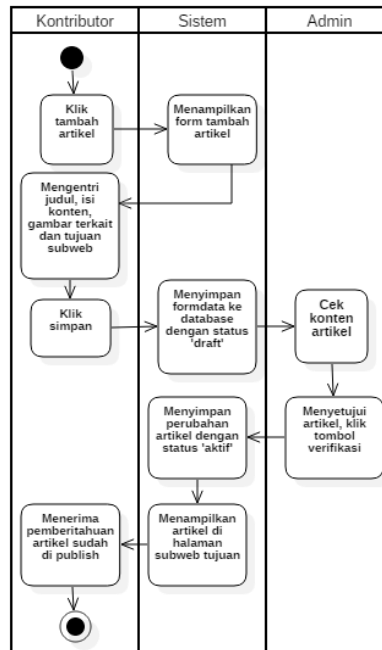 Kontributor
Sistem
Admin
Klik
tambah
artikel
Menampilkan
form tambah
artikel
Mengentri
judul, isi
konten,
gambar terkait
dan tujuan
subweb
Klik
simpan
Menyimpan
formdata ke
database
dengan status
'draft'
Cek
konten
artikel
Menyetujui
artikel, klik
tombol
verifikasi
Menyimpan
perubahan
artikel dengan
status 'aktif'
Menampilkan
artikel di
halaman
subweb tujuan
Menerima
pemberitahuan
artikel sudah
di publish